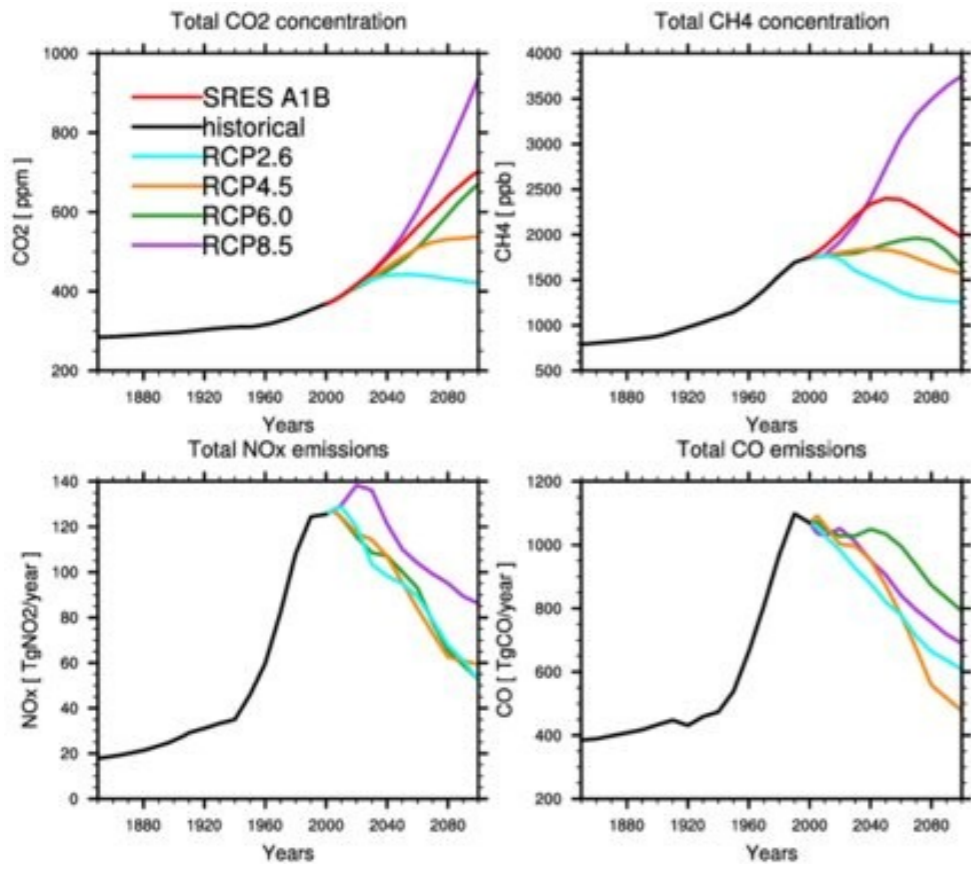 Total CO2 concentration
CO2 [ ppm ]
1000
800
600
400
200
SRES A1B
historical
RCP2.6
RCP4.5
RCP6.0
RCP8.5
1880 1920 1960 2000 2040 2080
Years
Total CH4 concentration
CH4 [ ppb ]
4000
3500
3000
2500
2000
1500
1000
500
1880 1920 1960 2000 2040 2080
Years
Total NOx emissions
NOx [ TgNO2/year ]
140
120
100
80
60
40
20
0
1880 1920 1960 2000 2040 2080
Years
Total CO emissions
CO [ TgCO/year ]
1200
1000
800
600
400
200
1880 1920 1960 2000 2040 2080
Years